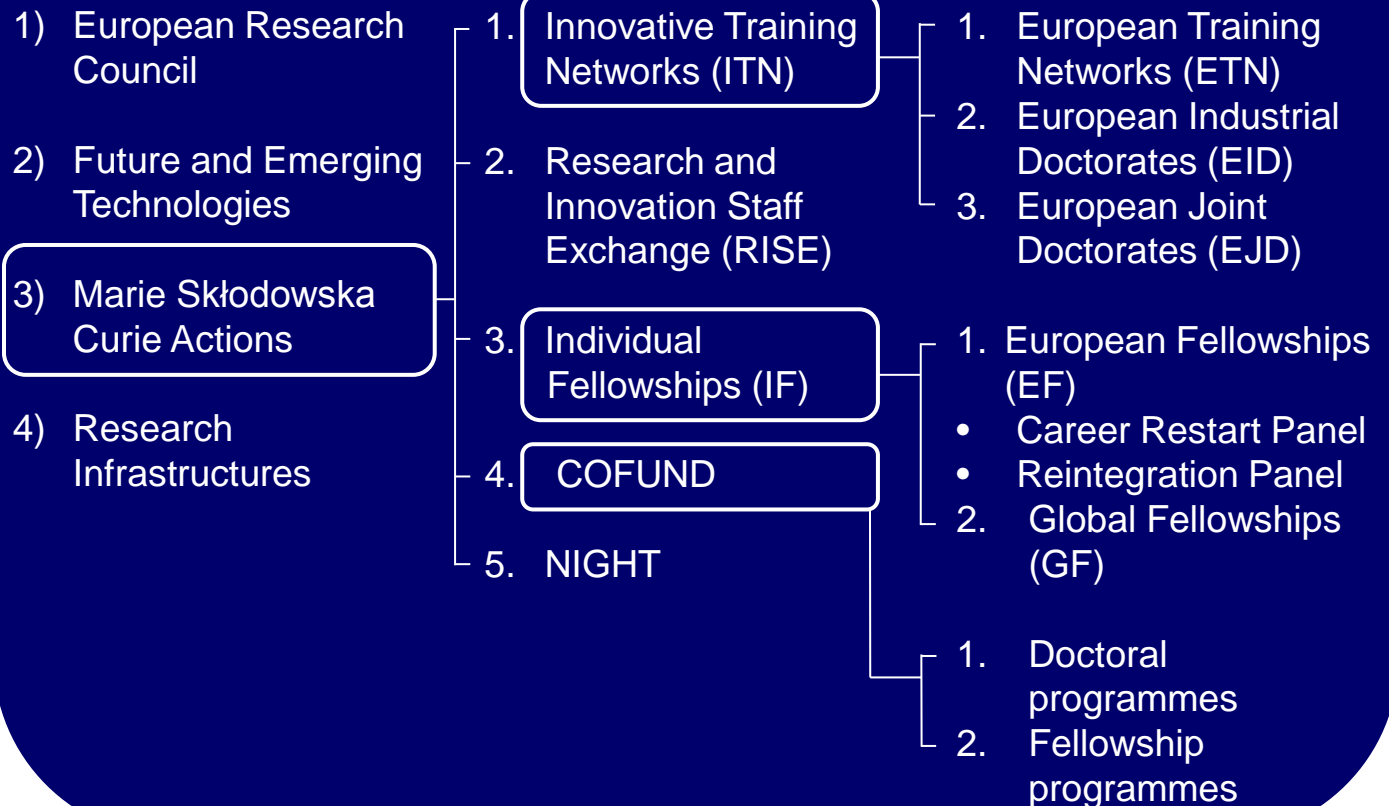 1) European Research
Council
2) Future and Emerging
Technologies
3) Marie Skłodowska
Curie Actions
4) Research
Infrastructures
1. Innovative Training
Networks (ITN)
2. Research and
Innovation Staff
Exchange (RISE)
3. Individual
Fellowships (IF)
4. COFUND
5. NIGHT
1. European Training
Networks (ETN)
2. European Industrial
Doctorates (EID)
3. European Joint
Doctorates (EJD)
1. European Fellowships
(EF)
• Career Restart Panel
• Reintegration Panel
2. Global Fellowships
(GF)
1. Doctoral
programmes
2. Fellowship
programmes